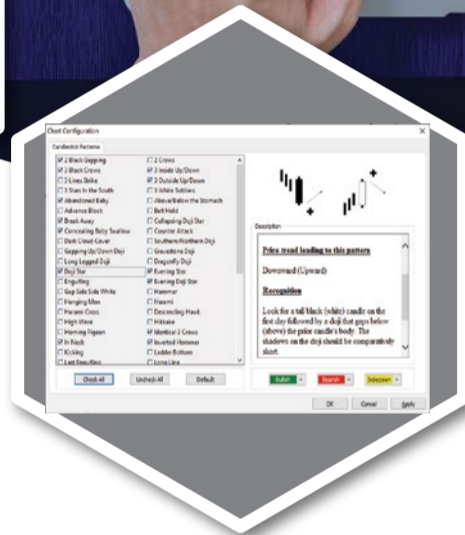 Chart Configuration
Candlestick Patterns
2 Black Gapping
2 Crows
3 Black Crows
3 Inside Up/Down
3 Lines Strike
3 Outside Up/Down
3 Stars In the South
3 White Soldiers
Abandoned Baby
Above/Below the Stomach
Advance Block
Belt Hold
Break Away
Collapsing Doji Star
Concealing Baby Swallow
Counter Attack
Dark Cloud Cover
Southern/Northern Doji
Gapping Up/Down Doji
Gravestone Doji
Long Legged Doji
Dragonfly Doji
Doji Star
Evening Star
Engulfing
Evening Doji Star
Gap Side Side White
Hammer
Hanging Man
Harami
Harami Cross
Descending Hawk
High Wave
Hikkake
Homing Pigeon
Identical 3 Crows
In Neck
Inverted Hammer
Kicking
Ladder Bottom
Last Engulfing
Long Line
Check All
Uncheck All
Default
Description
Price trend leading to this pattern
Downward (Upward)
Recognition
Look for a tall black (white) candle on the
first day followed by a doji that gaps below
(above) the prior candle's body. The
shadows on the doji should be comparatively
short.
Bullish
Bearish
Indecision
OK
Cancel
Apply